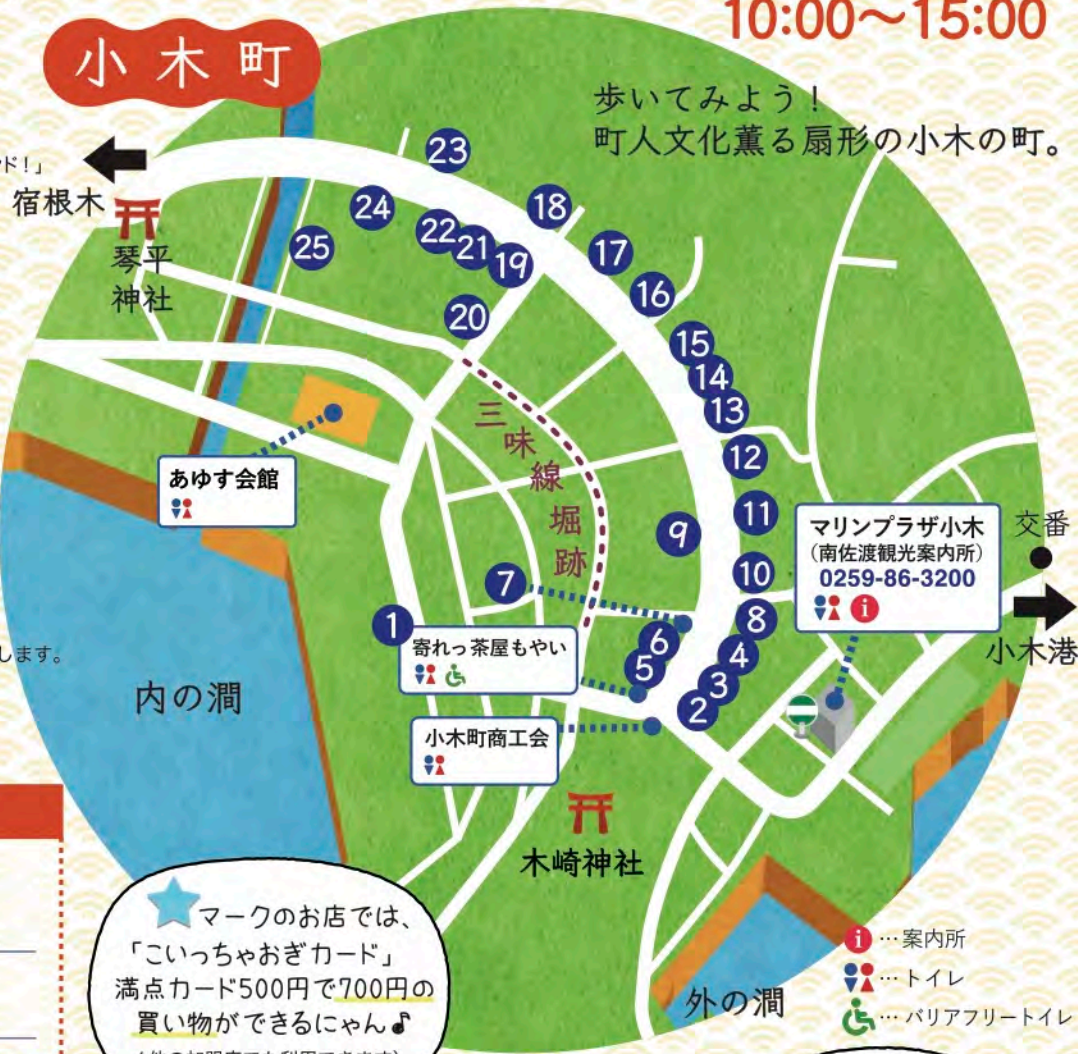 10:00〜15:00
小木町
歩いてみよう！
町人文化薫る扇形の小木の町。
ド！」
宿根木
琴平
神社
23
24
18
22
21
19
17
25
16
20
15
14
13
12
11
9
10
8
7
6
5
4
3
2
1
三味線堀跡
あゆす会館
マリンプラザ小木
(南佐渡観光案内所)
0259-86-3200
i
交番
小木港
寄れっ茶屋もやい
小木町商工会
します。
内の澗
木崎神社
外の澗
マークのお店では、
「こいっちゃおぎカード」
満点カード500円で700円の
買い物ができるにゃん♪
i…案内所
…トイレ
…バリアフリートイレ